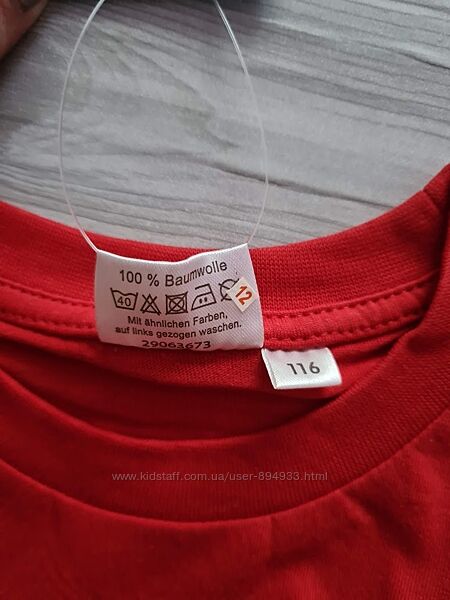 100 % Baumwolle
40
12
Mit ähnlichen Farben,
auf links gezogen waschen.
29063673
116
www.kidstaff.com.ua/user-894933.html